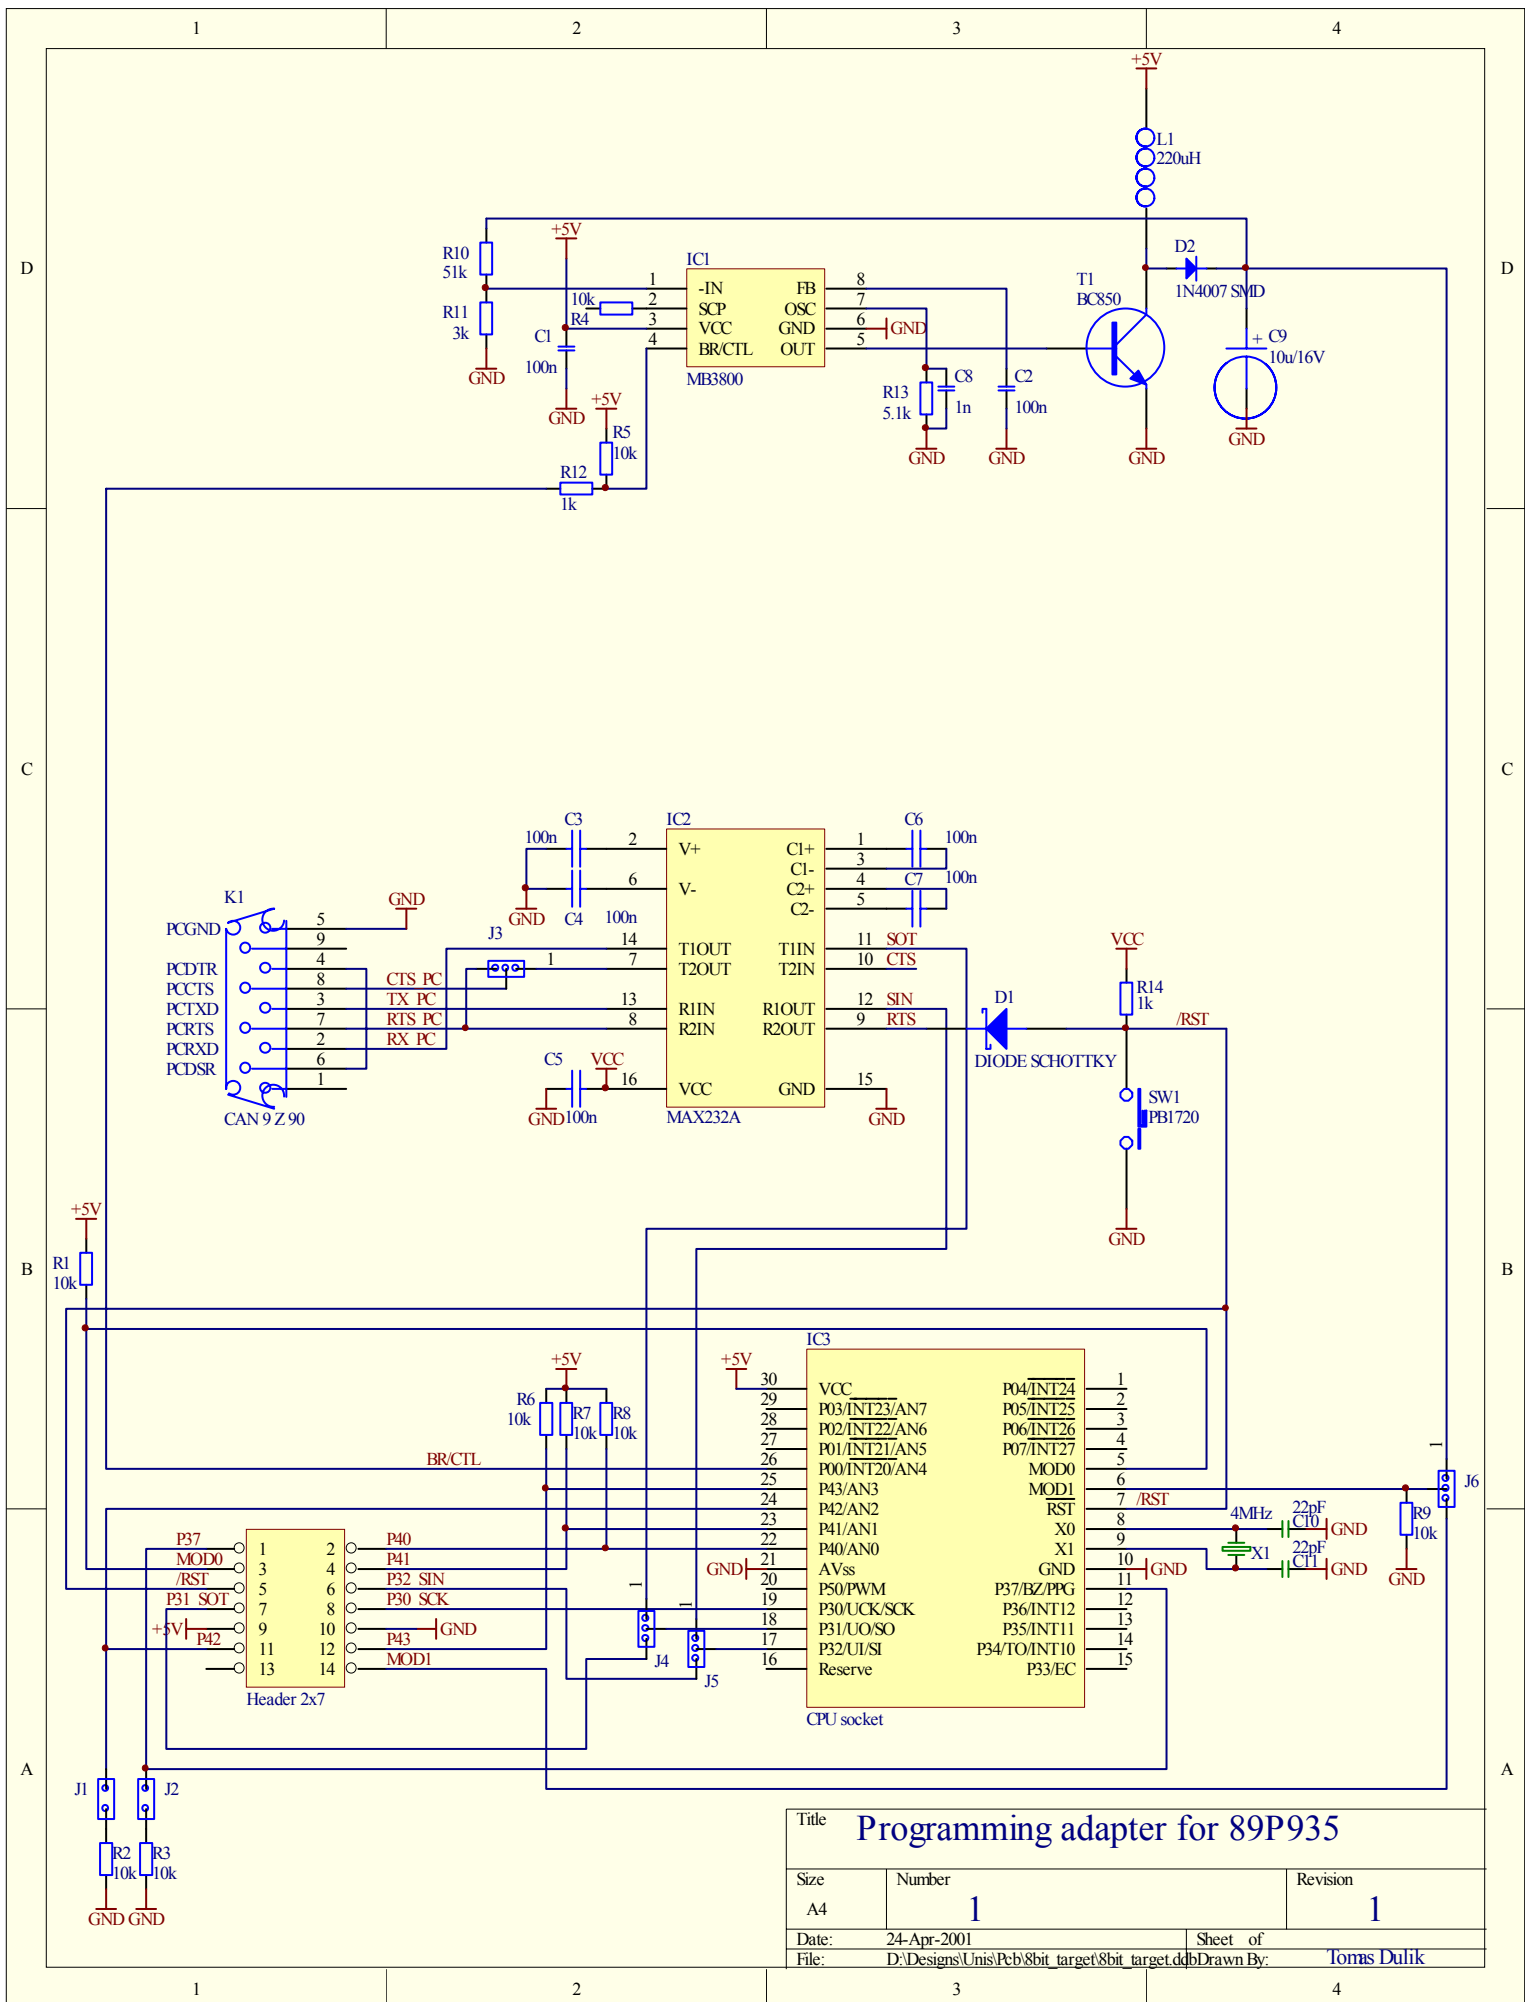 1 2 3 4
+5V
L1
220uH
D D
+5V
R10
51k
IC1
D2
1N4007 SMD
T1
BC850
1 -IN FB 8
10k
2 SCP OSC 7
R4
3 VCC GND 6 GND
4 BR/CTL OUT 5
MB3800
R11
3k
C1
100n
GND
GND
+5V
R5
10k
R12
1k
R13
5.1k
C8
1n
C2
100n
+ C9
10u/16V
GND
GND
GND
GND
C C
C3
100n
IC2
C6
100n
2 V+ C1+ 1
C1- 3
6 V- C2+ 4
C7
100n
C2- 5
GND
C4
100n
K1
GND
PCGND 5
9
J3
14 T1OUT T1IN 11 SOT
PCDTR 4
1
7 T2OUT T2IN 10 CTS
PCCTS 8 CTS_PC
PCTXD 3 TX_PC 13 R1IN R1OUT 12 SIN
PCRTS 7 RTS_PC 8 R2IN R2OUT 9 RTS
PCRXD 2 RX_PC
PCDSR 6
1
CAN 9 Z 90
C5
VCC
16 VCC GND 15
GND 100n
MAX232A
GND
D1
DIODE SCHOTTKY
VCC
R14
1k
/RST
SW1
PB1720
GND
B B
+5V
R1
10k
IC3
+5V
+5V
R6
10k
R7
10k
R8
10k
30 VCC P04/INT24 1
29 P03/INT23/AN7 P05/INT25 2
28 P02/INT22/AN6 P06/INT26 3
27 P01/INT21/AN5 P07/INT27 4
BR/CTL 26 P00/INT20/AN4 MOD0 5
25 P43/AN3 MOD1 6
24 P42/AN2 RST 7 /RST
23 P41/AN1 X0 8
22 P40/AN0 X1 9
GND 21 AVss GND 10 GND
20 P50/PWM P37/BZ/PPG 11
19 P30/UCK/SCK P36/INT12 12
18 P31/UO/SO P35/INT11 13
17 P32/UI/SI P34/TO/INT10 14
16 Reserve P33/EC 15
CPU socket
1
J6
4MHz
X1
22pF
C10
GND
22pF
C11
GND
R9
10k
GND
P37 1 2 P40
MOD0 3 4 P41
/RST 5 6 P32_SIN
P31_SOT 7 8 P30_SCK
+5V 9 10 GND
P42 11 12 P43
13 14 MOD1
Header 2x7
1
J4
1
J5
A A
J1 J2
R2
10k
R3
10k
GND GND
Title Programming adapter for 89P935
Size Number Revision
A4 1 1
Date: 24-Apr-2001 Sheet of
File: D:\Designs\Unis\Pcb\8bit_target\8bit_target.ddb Drawn By: Tomas Dulik
1 2 3 4